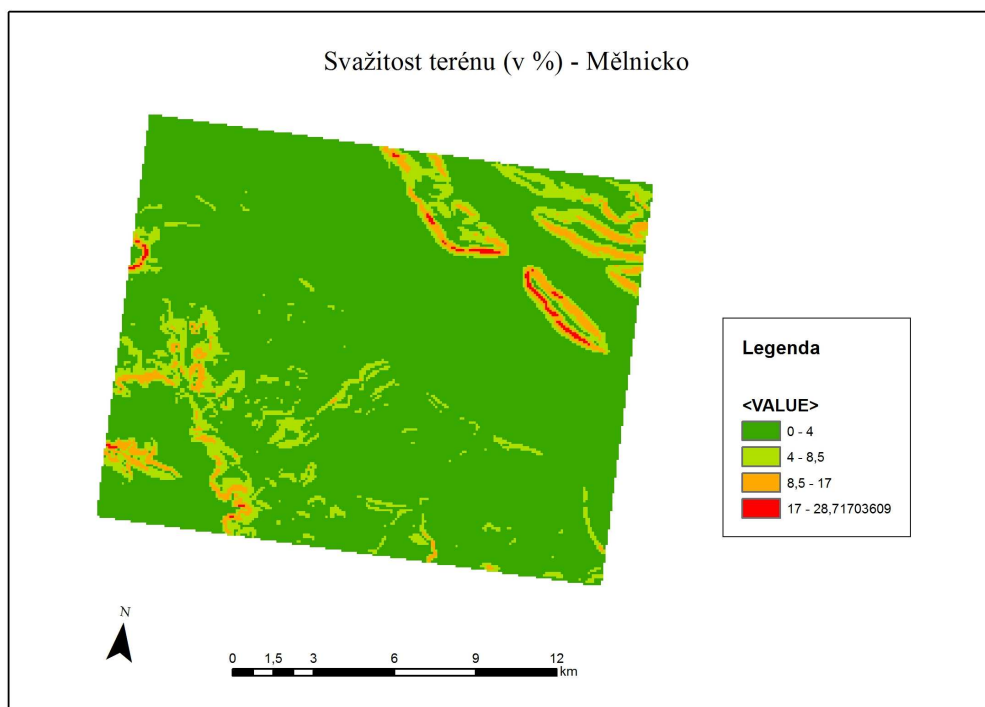 Svažitost terénu (v %) - Mělnicko
Legenda
<VALUE>
0 - 4
4 - 8,5
8,5 - 17
17 - 28,71703609
N
0 1,5 3 6 9 12
km